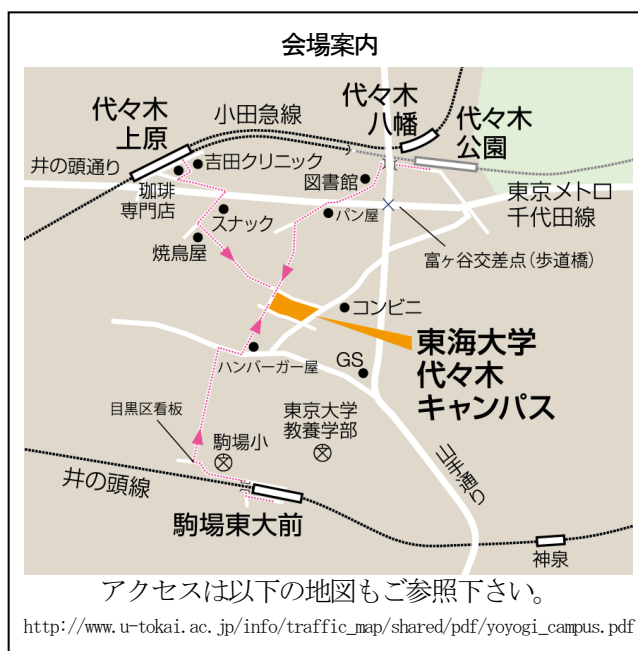 会場案内
代々木
上原
小田急線
代々木
八幡
代々木
公園
井の頭通り
吉田クリニック
珈琲
専門店
図書館
東京メトロ
千代田線
スナック
パン屋
焼鳥屋
富ヶ谷交差点(歩道橋)
コンビニ
東海大学
代々木
キャンパス
ハンバーガー屋
GS
目黒区看板
駒場小
東京大学
教養学部
山手通り
井の頭線
駒場東大前
神泉
アクセスは以下の地図もご参照下さい。
http://www.u-tokai.ac.jp/info/traffic_map/shared/pdf/yoyogi_campus.pdf